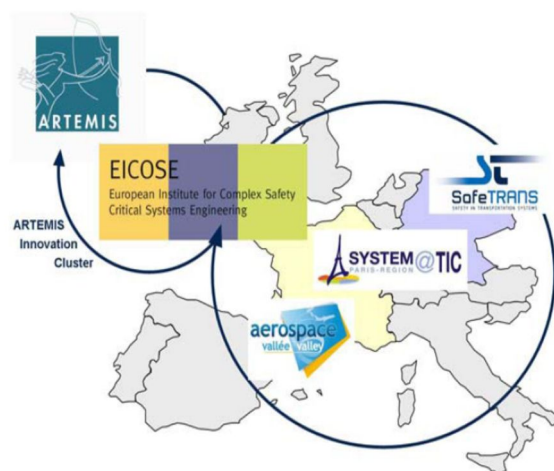 ARTEMIS
EICOSE
European Institute for Complex Safety
Critical Systems Engineering
ARTEMIS
Innovation
Cluster
ST
SafeTRANS
SAFETY IN TRANSPORTATION SYSTEMS
SYSTEM@TIC
PARIS-REGION
aerospace
vallée valley